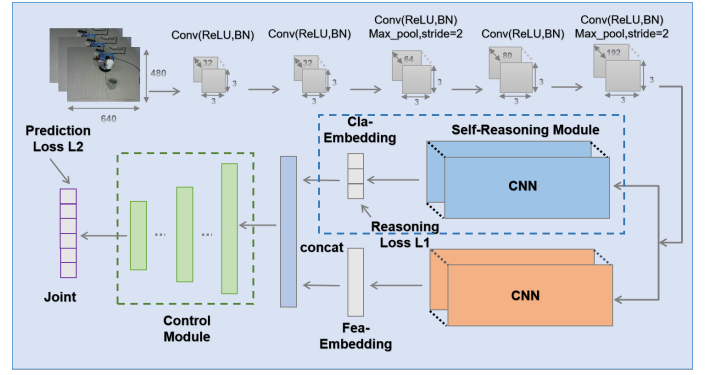 Conv(ReLU,BN)
Conv(ReLU,BN)
Conv(ReLU,BN)
Max_pool,stride=2
Conv(ReLU,BN)
Conv(ReLU,BN)
Max_pool,stride=2
480
640
32
3
3
32
3
3
64
3
3
80
3
3
192
3
3
Prediction
Loss L2
Cla-
Embedding
Self-Reasoning Module
CNN
Reasoning
Loss L1
concat
CNN
Joint
Control
Module
Fea-
Embedding
...
...